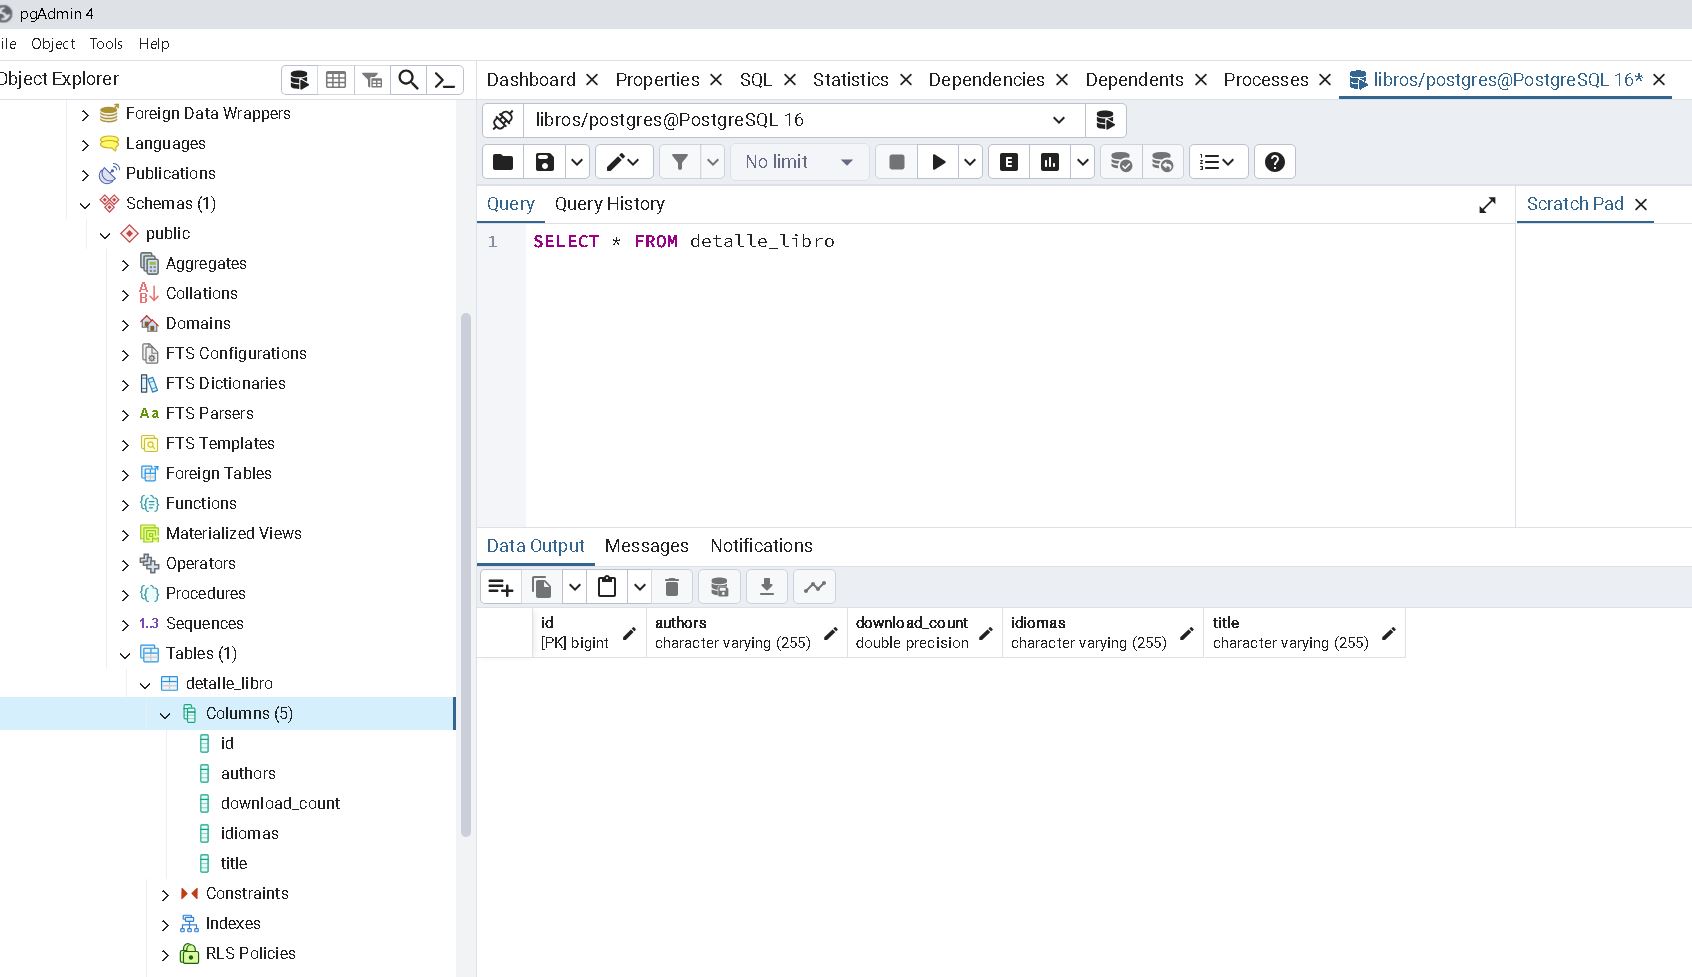 pgAdmin 4
ile Object Tools Help
Object Explorer
Foreign Data Wrappers
Languages
Publications
Schemas (1)
public
Aggregates
Collations
Domains
FTS Configurations
FTS Dictionaries
Aa FTS Parsers
FTS Templates
Foreign Tables
Functions
Materialized Views
Operators
Procedures
1..3 Sequences
Tables (1)
detalle_libro
Columns (5)
id
authors
download_count
idiomas
title
Constraints
Indexes
RLS Policies
Dashboard Properties SQL Statistics Dependencies Dependents Processes libros/postgres@PostgreSQL 16*
libros/postgres@PostgreSQL 16
No limit E
Query Query History
Scratch Pad
1 SELECT * FROM detalle_libro
Data Output Messages Notifications
id authors download_count idiomas title
[PK] bigint character varying (255) double precision character varying (255) character varying (255)